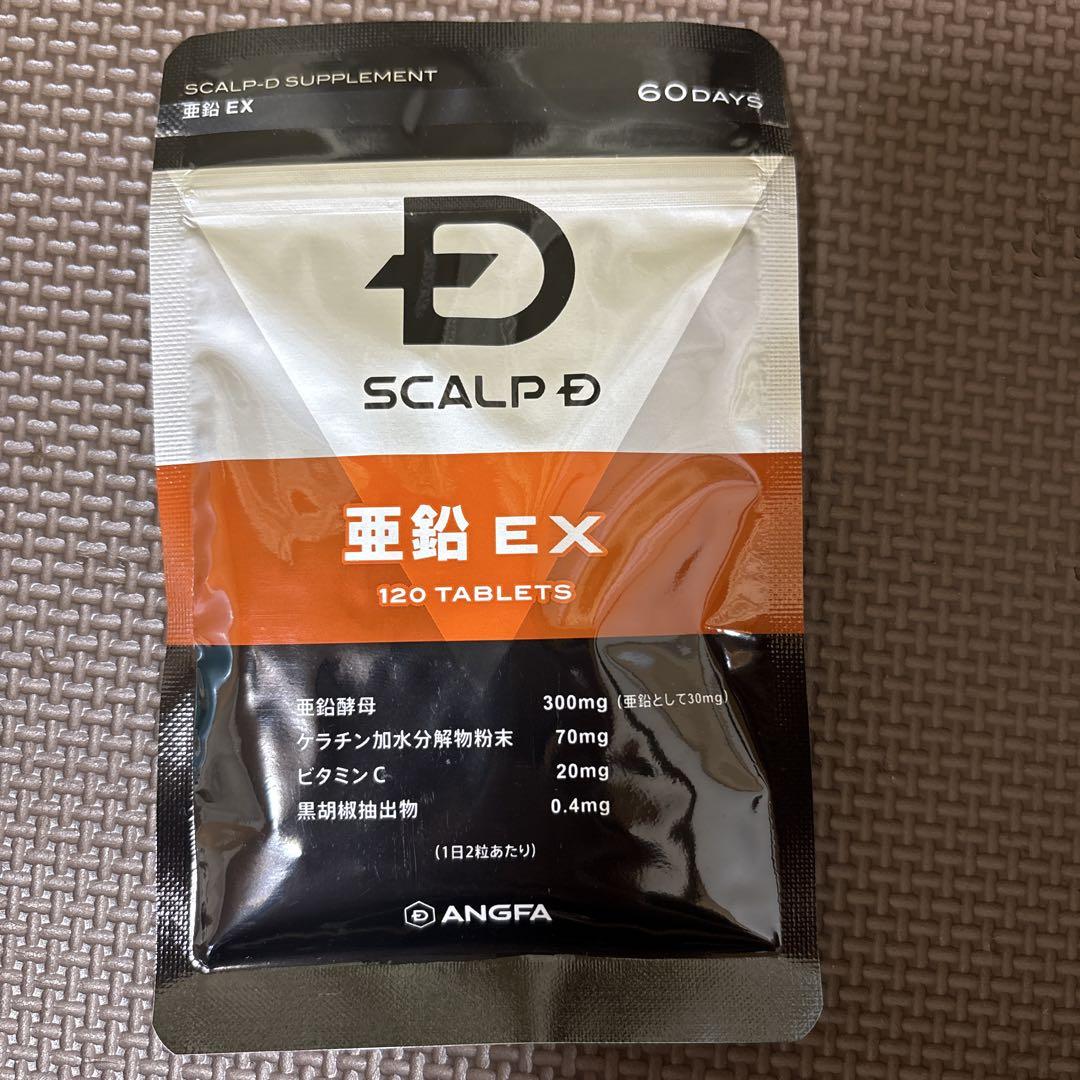 SCALP-D SUPPLEMENT
亜鉛 EX
60DAYS
SCALP D
亜鉛 EX
120 TABLETS
亜鉛酵母 300mg (亜鉛として30mg)
ケラチン加水分解物粉末 70mg
ビタミンC 20mg
黒胡椒抽出物 0.4mg
(1日2粒あたり)
ANGFA